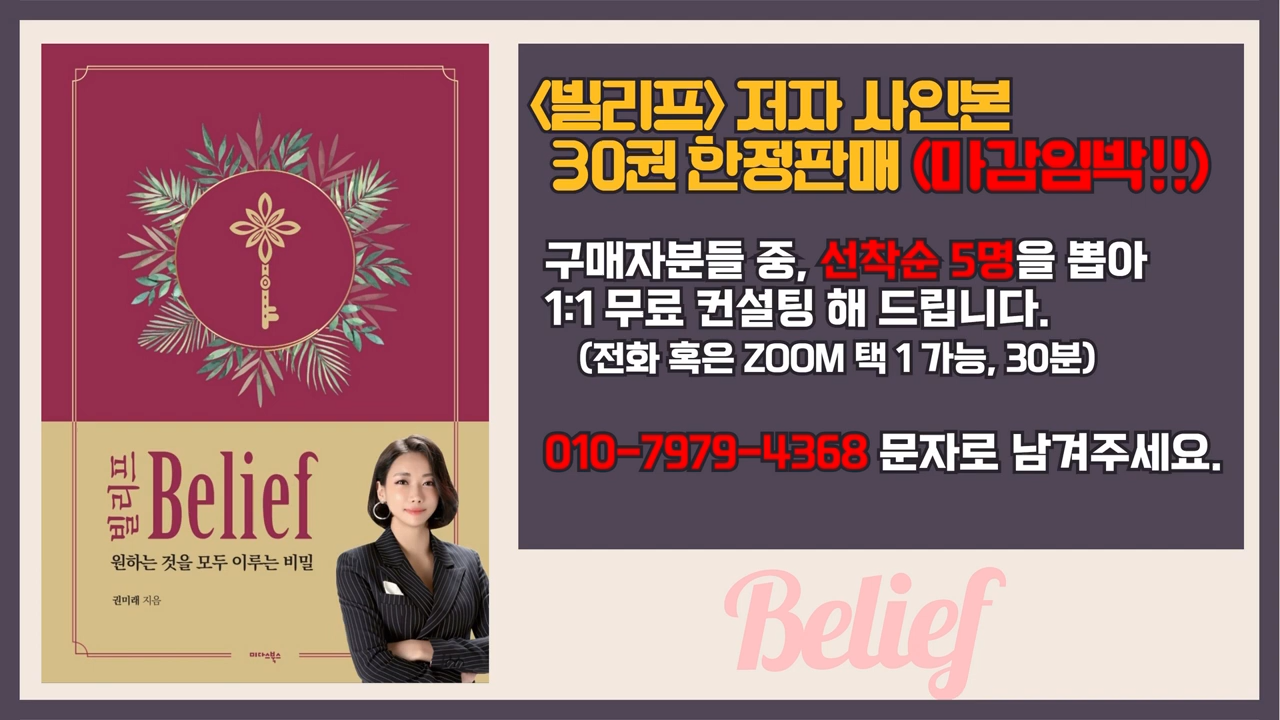 빌리프
Belief
원하는 것을 모두 이루는 비밀
권미래 지음
미다스북스
<빌리프> 저자 사인본
30권 한정판매 (마감임박!!)
구매자분들 중, 선착순 5명을 뽑아
1:1 무료 컨설팅 해 드립니다.
(전화 혹은 ZOOM 택 1 가능, 30분)
010-7979-4368 문자로 남겨주세요.
Belief